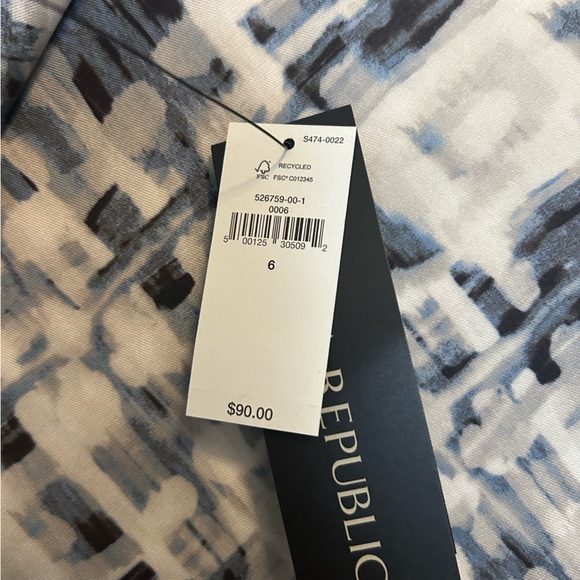 S474-0022
RECYCLED
FSC FSC® C012345
526759-00-1
0006
5 00125 30509 2
6
$90.00
REPUBLIC